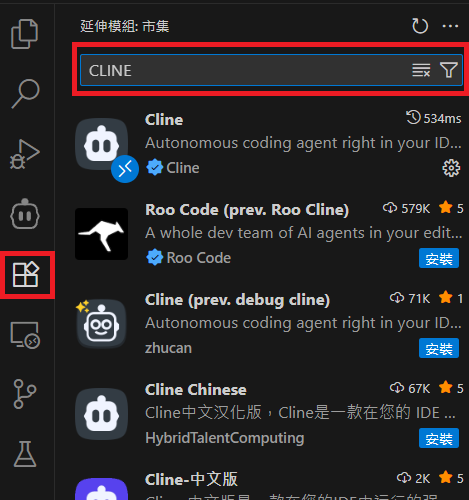 延伸模組: 市集
CLINE
Cline
534ms
Autonomous coding agent right in your ID...
Cline
Roo Code (prev. Roo Cline)
579K
5
A whole dev team of AI agents in your edit...
Roo Code
安裝
Cline (prev. debug cline)
71K
1
Autonomous coding agent right in your ID...
zhucan
安裝
Cline Chinese
67K
5
Cline中文汉化版，Cline是一款在您的 IDE ...
HybridTalentComputing
安裝
Cline-中文版
2K
5